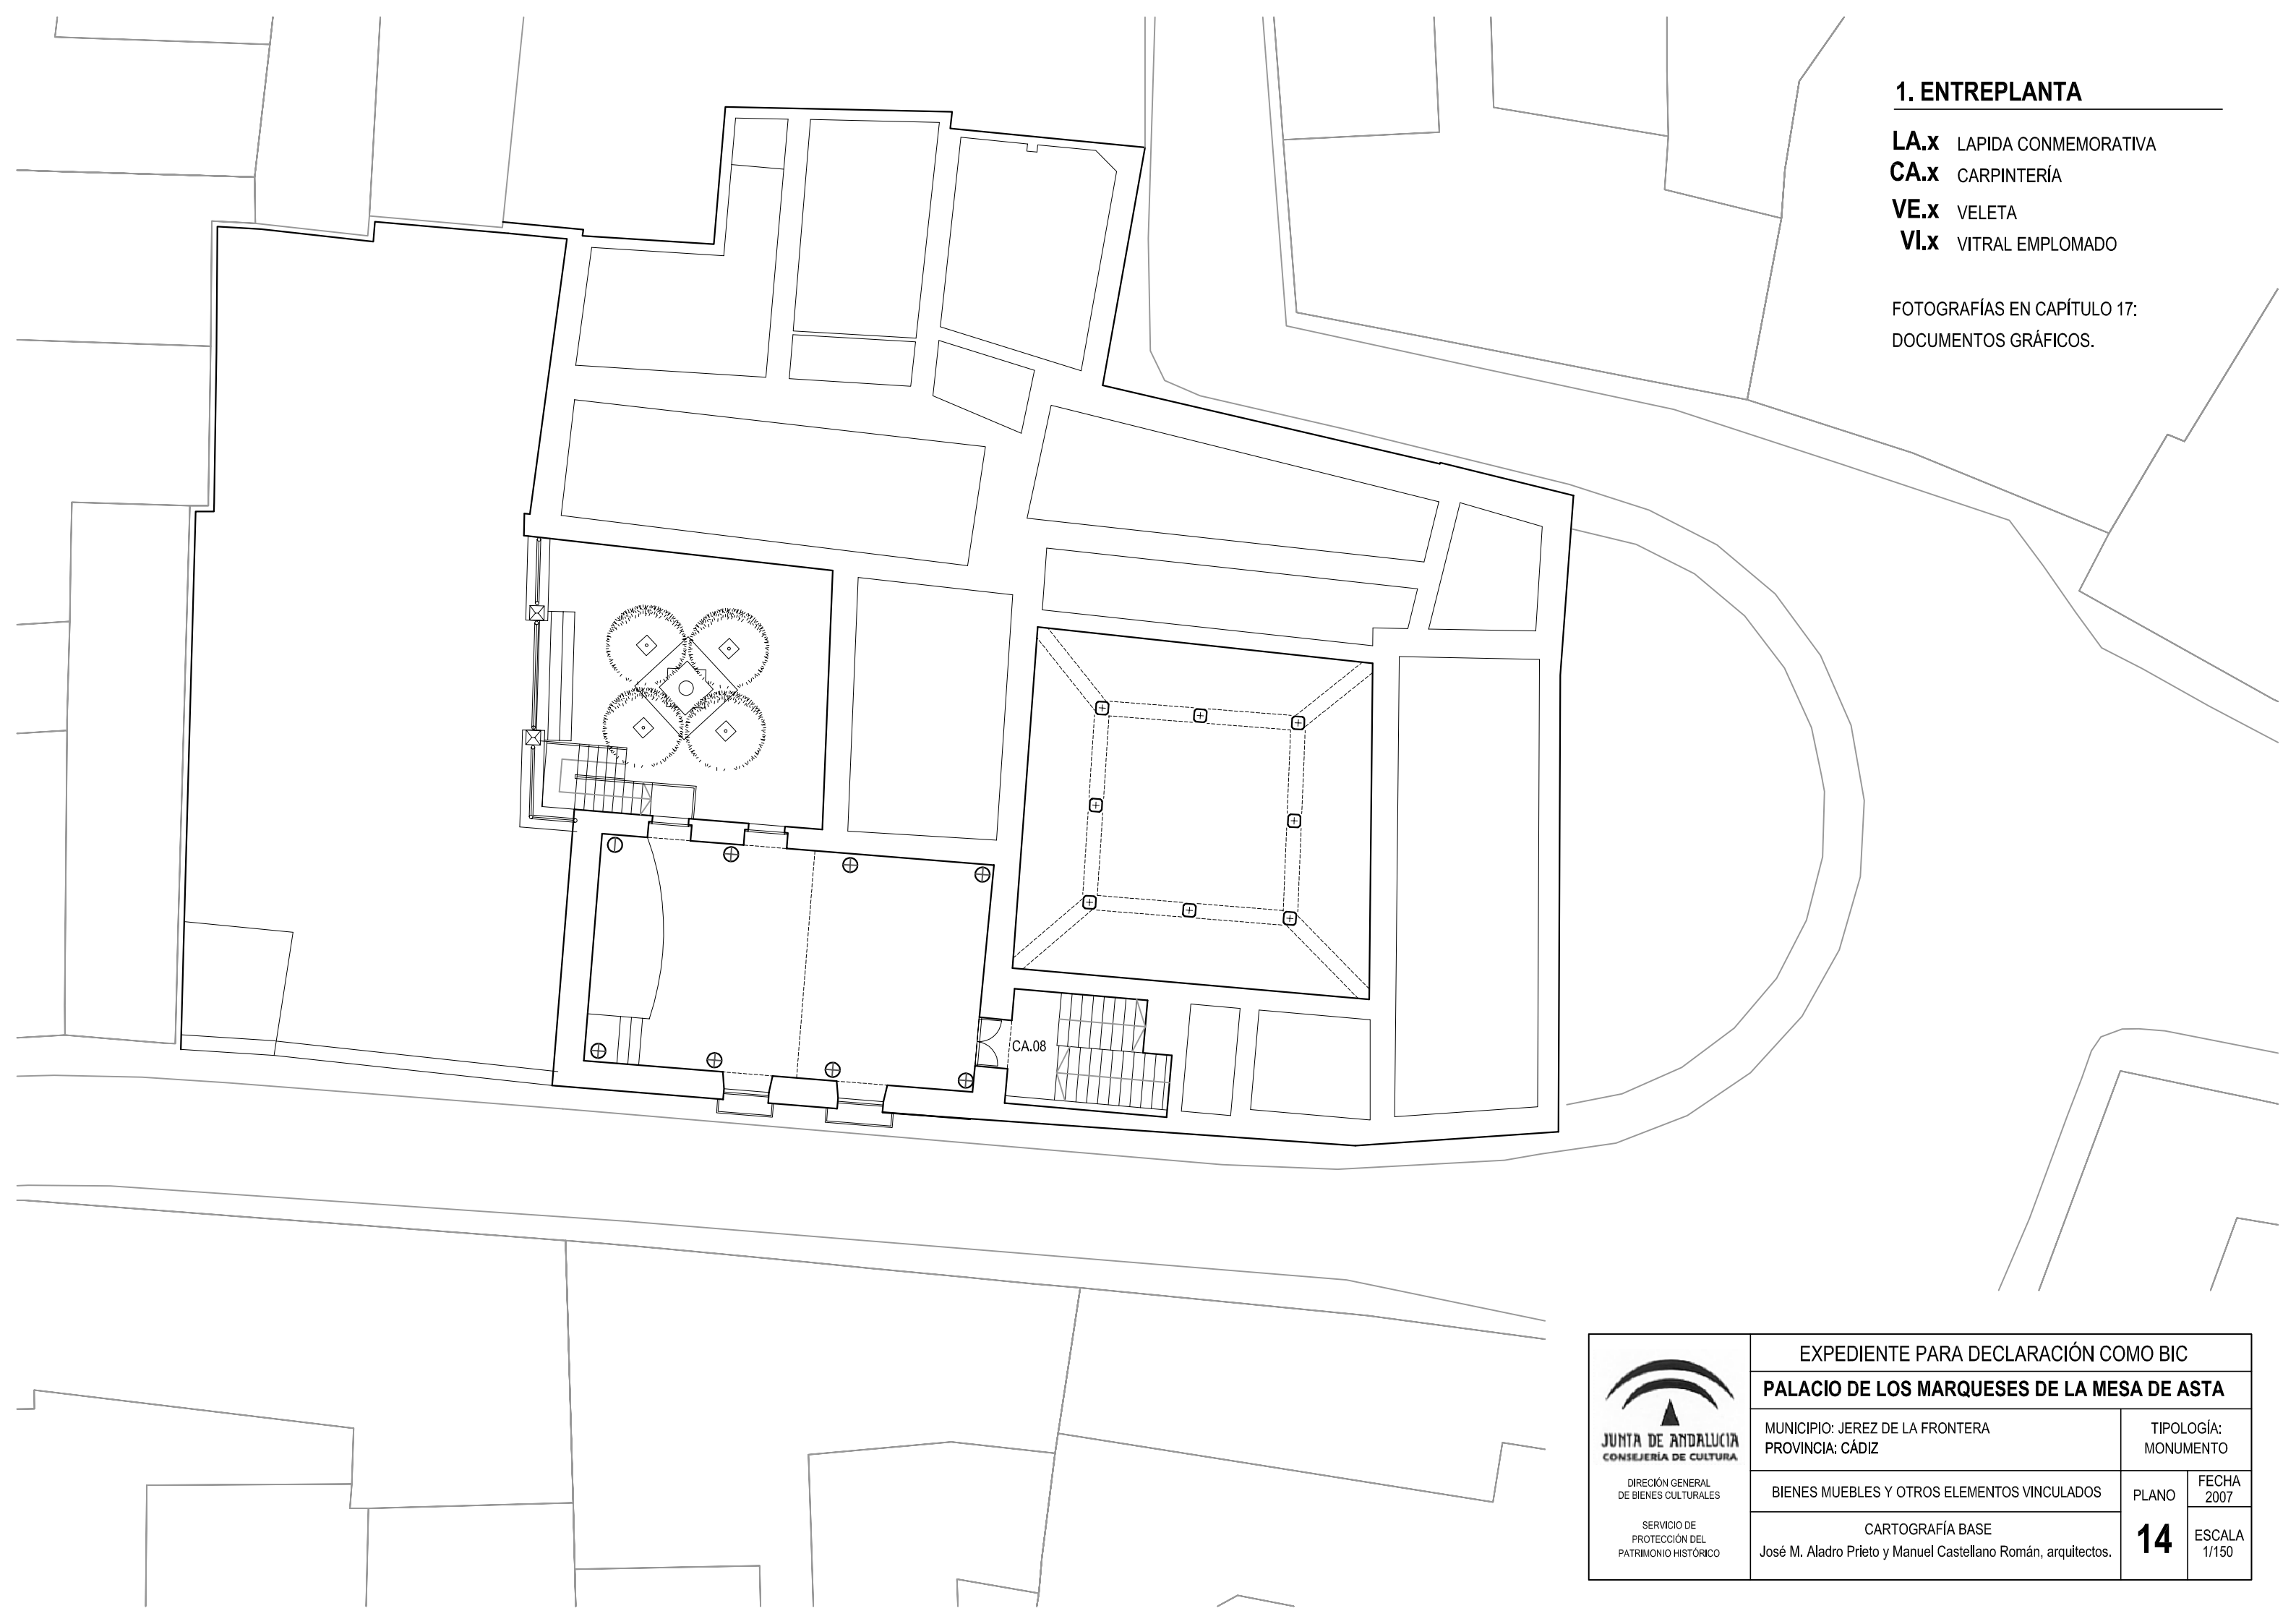 1. ENTREPLANTA
LA.x LAPIDA CONMEMORATIVA
CA.x CARPINTERÍA
VE.x VELETA
VI.x VITRAL EMPLOMADO
FOTOGRAFÍAS EN CAPÍTULO 17:
DOCUMENTOS GRÁFICOS.
CA.08
JUNTA DE ANDALUCIA
CONSEJERÍA DE CULTURA
DIRECIÓN GENERAL
DE BIENES CULTURALES
SERVICIO DE
PROTECCIÓN DEL
PATRIMONIO HISTÓRICO
EXPEDIENTE PARA DECLARACIÓN COMO BIC
PALACIO DE LOS MARQUESES DE LA MESA DE ASTA
MUNICIPIO: JEREZ DE LA FRONTERA
PROVINCIA: CÁDIZ
TIPOLOGÍA:
MONUMENTO
BIENES MUEBLES Y OTROS ELEMENTOS VINCULADOS
CARTOGRAFÍA BASE
José M. Aladro Prieto y Manuel Castellano Román, arquitectos.
PLANO
14
FECHA
2007
ESCALA
1/150